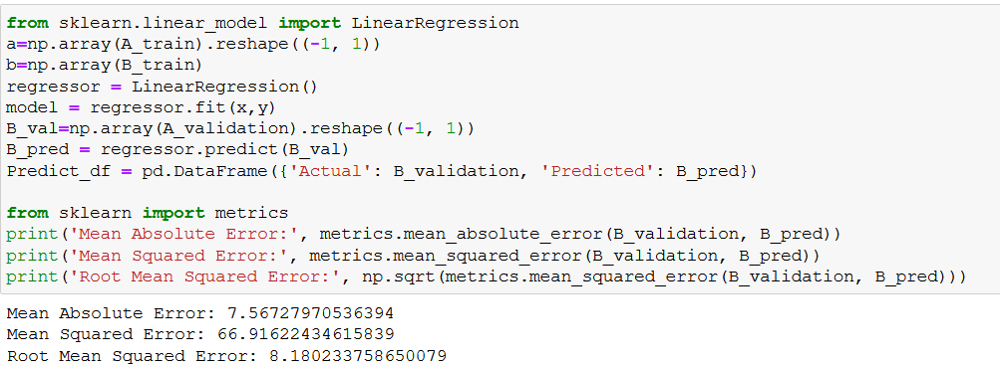 from sklearn.linear_model import LinearRegression
a=np.array(A_train).reshape((-1, 1))
b=np.array(B_train)
regressor = LinearRegression()
model = regressor.fit(x,y)
B_val=np.array(A_validation).reshape((-1, 1))
B_pred = regressor.predict(B_val)
Predict_df = pd.DataFrame({'Actual': B_validation, 'Predicted': B_pred})
from sklearn import metrics
print('Mean Absolute Error:', metrics.mean_absolute_error(B_validation, B_pred))
print('Mean Squared Error:', metrics.mean_squared_error(B_validation, B_pred))
print('Root Mean Squared Error:', np.sqrt(metrics.mean_squared_error(B_validation, B_pred)))
Mean Absolute Error: 7.56727970536394
Mean Squared Error: 66.91622434615839
Root Mean Squared Error: 8.180233758650079